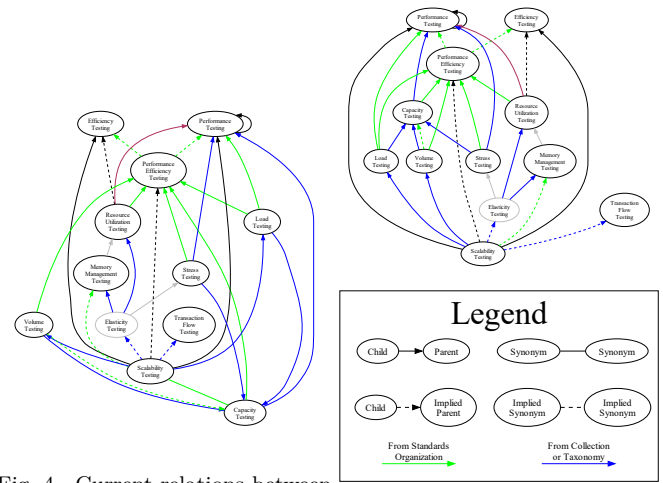 Efficiency
Testing
Performance
Testing
Performance
Efficiency
Testing
Resource
Utilization
Testing
Load
Testing
Memory
Management
Testing
Stress
Testing
Volume
Testing
Elasticity
Testing
Transaction
Flow
Testing
Scalability
Testing
Capacity
Testing
Fig. 4. Current relations between
Performance
Testing
Efficiency
Testing
Performance
Efficiency
Testing
Capacity
Testing
Resource
Utilization
Testing
Load
Testing
Volume
Testing
Stress
Testing
Memory
Management
Testing
Elasticity
Testing
Transaction
Flow
Testing
Scalability
Testing
Legend
Child
Parent
Synonym
Synonym
Child
Implied
Parent
Implied
Synonym
Implied
Synonym
From Standards
Organization
From Collection
or Taxonomy